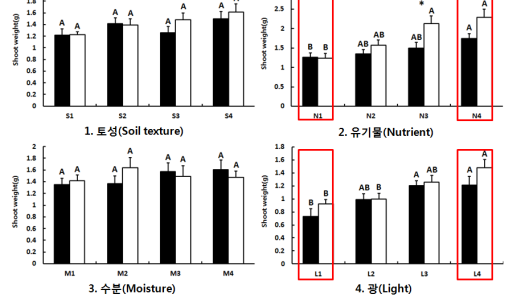 Shoot weight(g)
1.8
1.6
1.4
1.2
1
0.8
0.6
0.4
0.2
0
A A A A A A A A
S1 S2 S3 S4
1. 토성(Soil texture)
Shoot weight(g)
2.5
2
1.5
1
0.5
0
B B AB AB AB * A A A
N1 N2 N3 N4
2. 유기물(Nutrient)
Shoot weight(g)
2
1.8
1.6
1.4
1.2
1
0.8
0.6
0.4
0.2
0
A A A A A A A A
M1 M2 M3 M4
3. 수분(Moisture)
Shoot weight(g)
1.8
1.6
1.4
1.2
1
0.8
0.6
0.4
0.2
0
B B AB AB A AB A A
L1 L2 L3 L4
4. 광(Light)